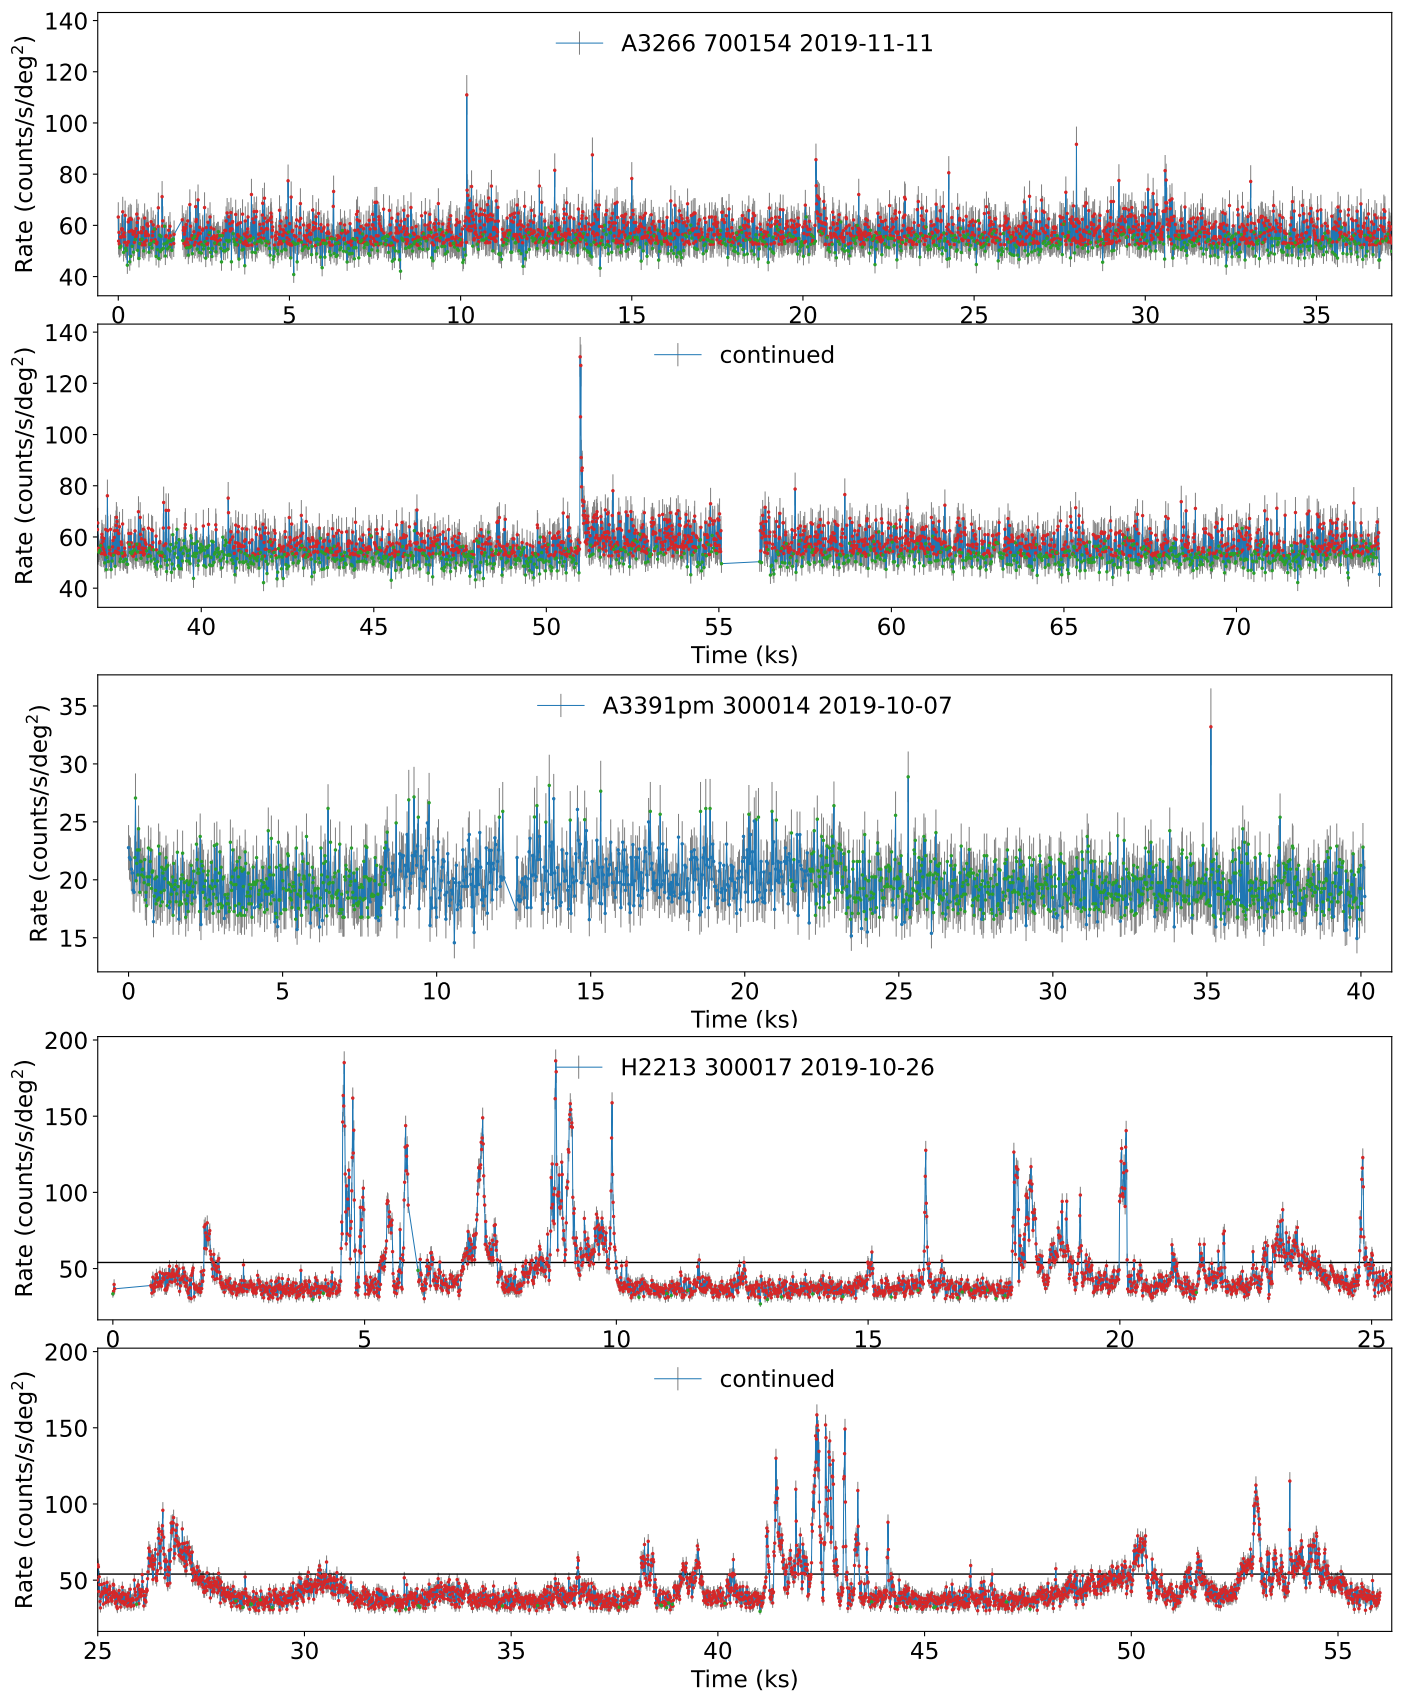 A3266 700154 2019-11-11
Rate (counts/s/deg²)
140
120
100
80
60
40
0 5 10 15 20 25 30 35
continued
Rate (counts/s/deg²)
140
120
100
80
60
40
40 45 50 55 60 65 70
Time (ks)
A3391pm 300014 2019-10-07
Rate (counts/s/deg²)
35
30
25
20
15
0 5 10 15 20 25 30 35 40
Time (ks)
H2213 300017 2019-10-26
Rate (counts/s/deg²)
200
150
100
50
0 5 10 15 20 25
continued
Rate (counts/s/deg²)
200
150
100
50
25 30 35 40 45 50 55
Time (ks)